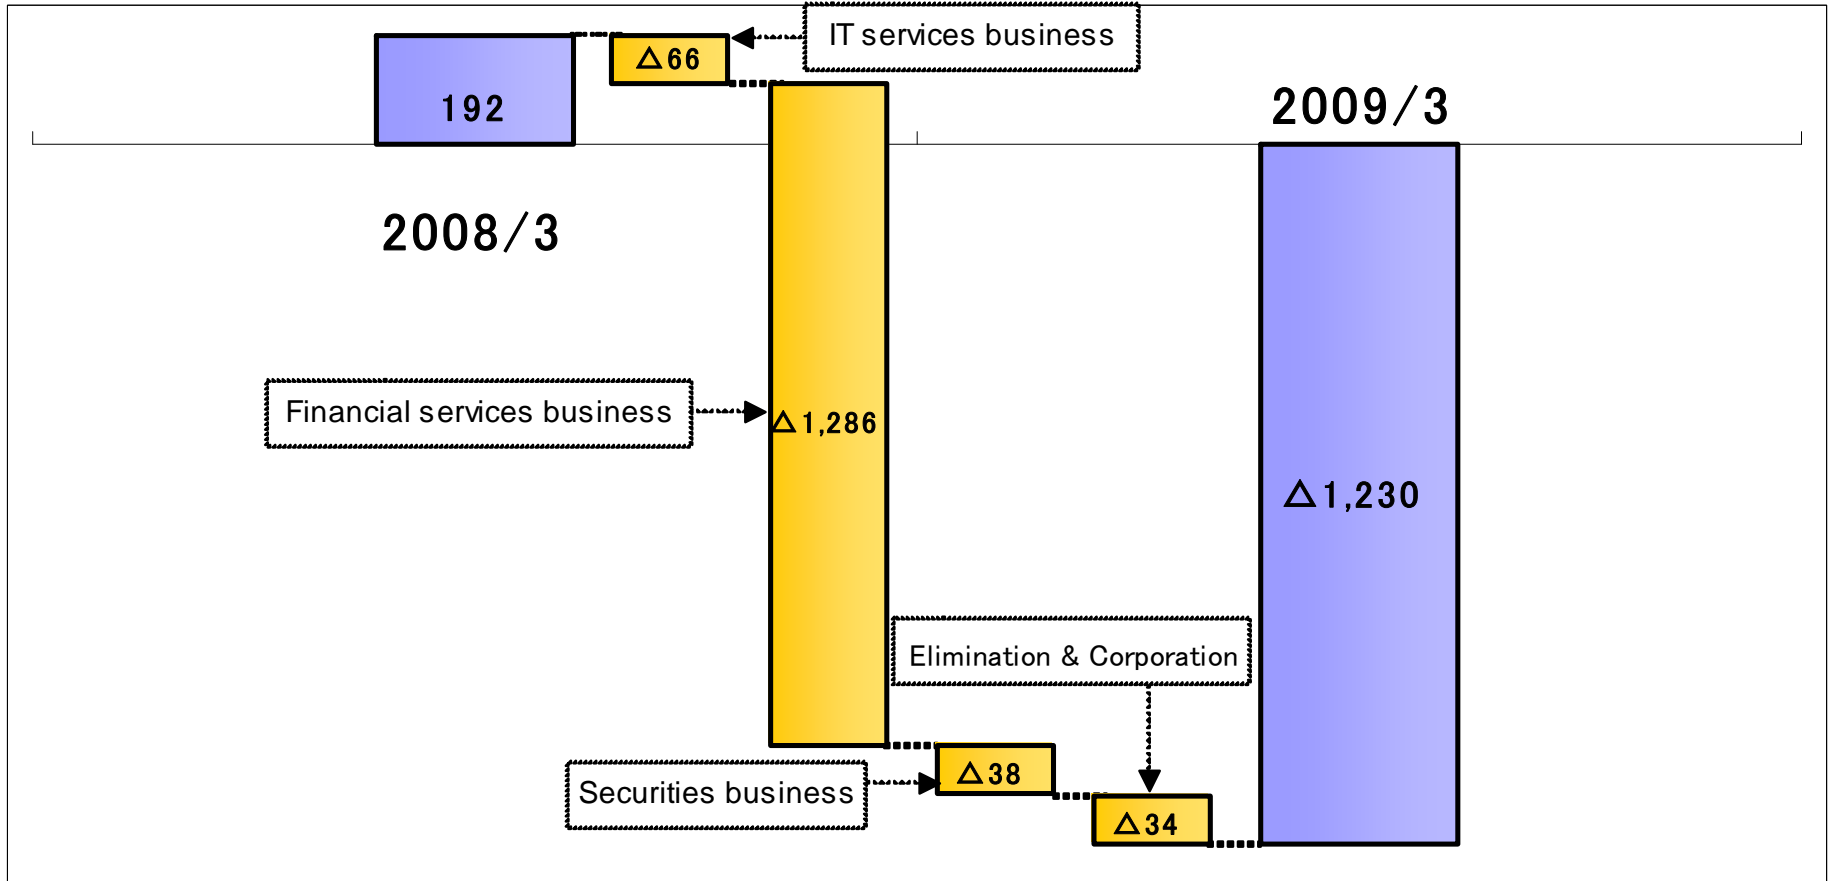 IT services business
△66
192
2009/3
2008/3
Financial services business
△1,286
△1,230
Elimination & Corporation
△38
Securities business
△34